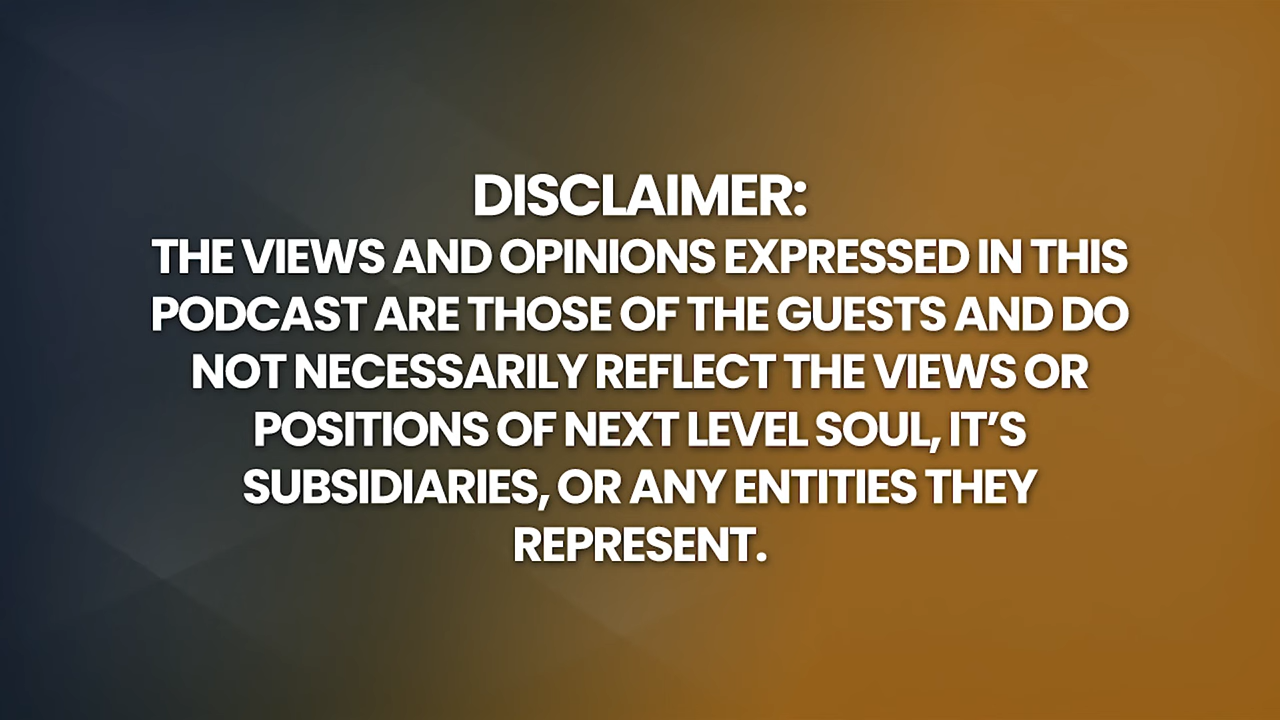 DISCLAIMER:
THE VIEWS AND OPINIONS EXPRESSED IN THIS
PODCAST ARE THOSE OF THE GUESTS AND DO
NOT NECESSARILY REFLECT THE VIEWS OR
POSITIONS OF NEXT LEVEL SOUL, IT’S
SUBSIDIARIES, OR ANY ENTITIES THEY
REPRESENT.